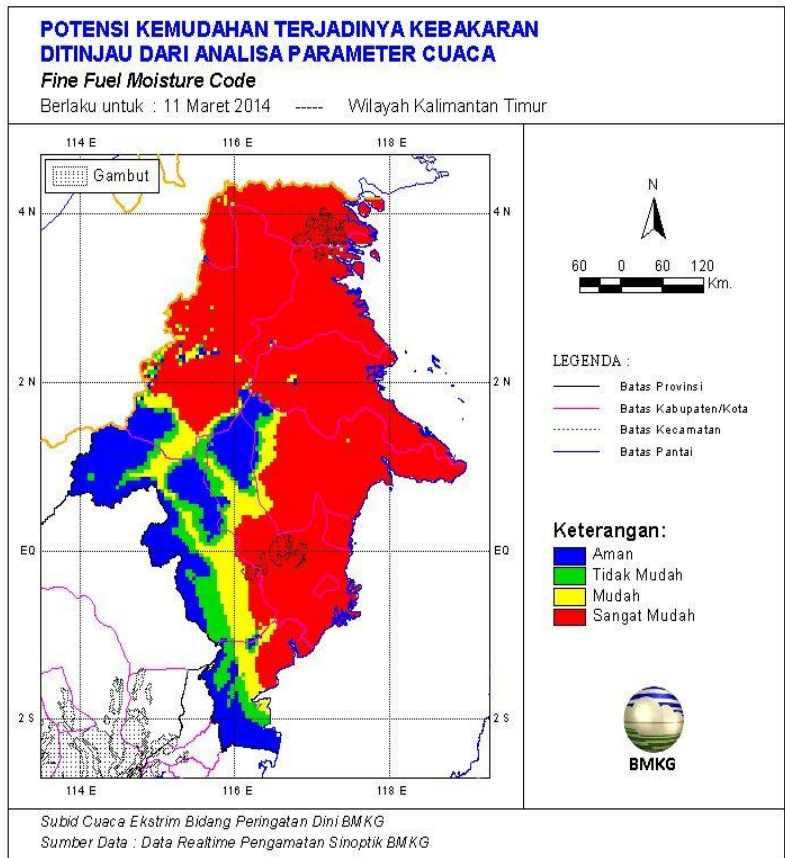 POTENSI KEMUDAHAN TERJADINYA KEBAKARAN
DITINJAU DARI ANALISA PARAMETER CUACA
Fine Fuel Moisture Code
Berlaku untuk : 11 Maret 2014 ----- Wilayah Kalimantan Timur
114 E 116 E 118 E
Gambut
4 N 4 N
2 N 2 N
EQ EQ
2 S 2 S
114 E 116 E 118 E
N
60 0 60 120
Km.
LEGENDA :
Batas Provinsi
Batas Kabupaten/Kota
Batas Kecamatan
Batas Pantai
Keterangan:
Aman
Tidak Mudah
Mudah
Sangat Mudah
BMKG
Subid Cuaca Ekstrim Bidang Peringatan Dini BMKG
Sumber Data : Data Realtime Pengamatan Sinoptik BMKG